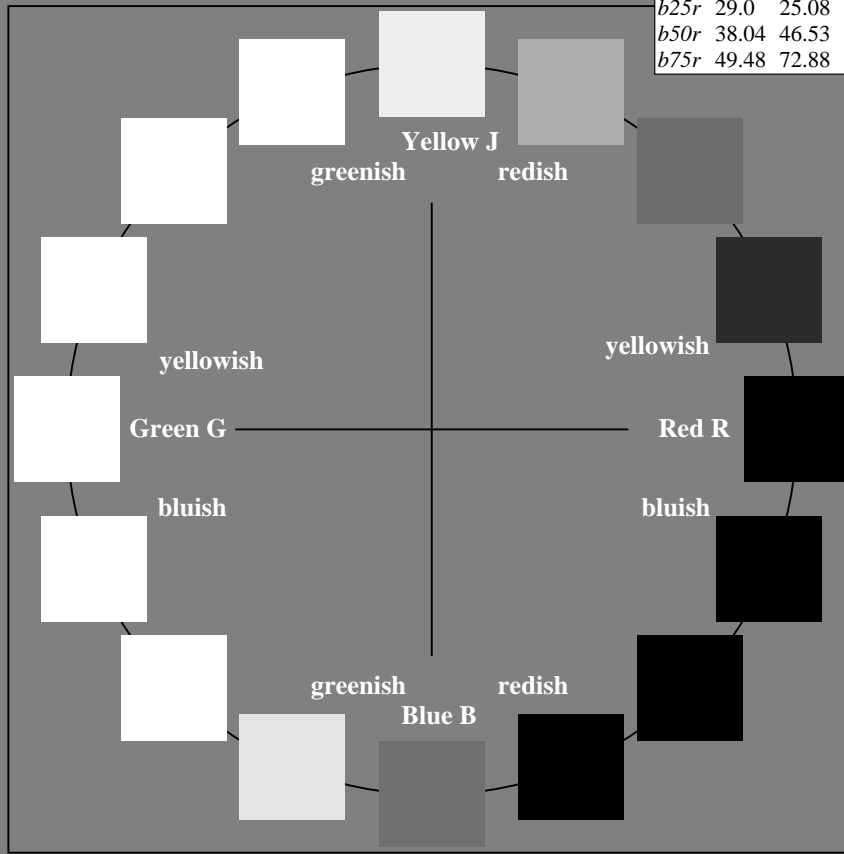 b25r 29.0 25.08
b50r 38.04 46.53
b75r 49.48 72.88
Yellow J
greenish redish
yellowish yellowish
Green G Red R
bluish bluish
greenish redish
Blue B